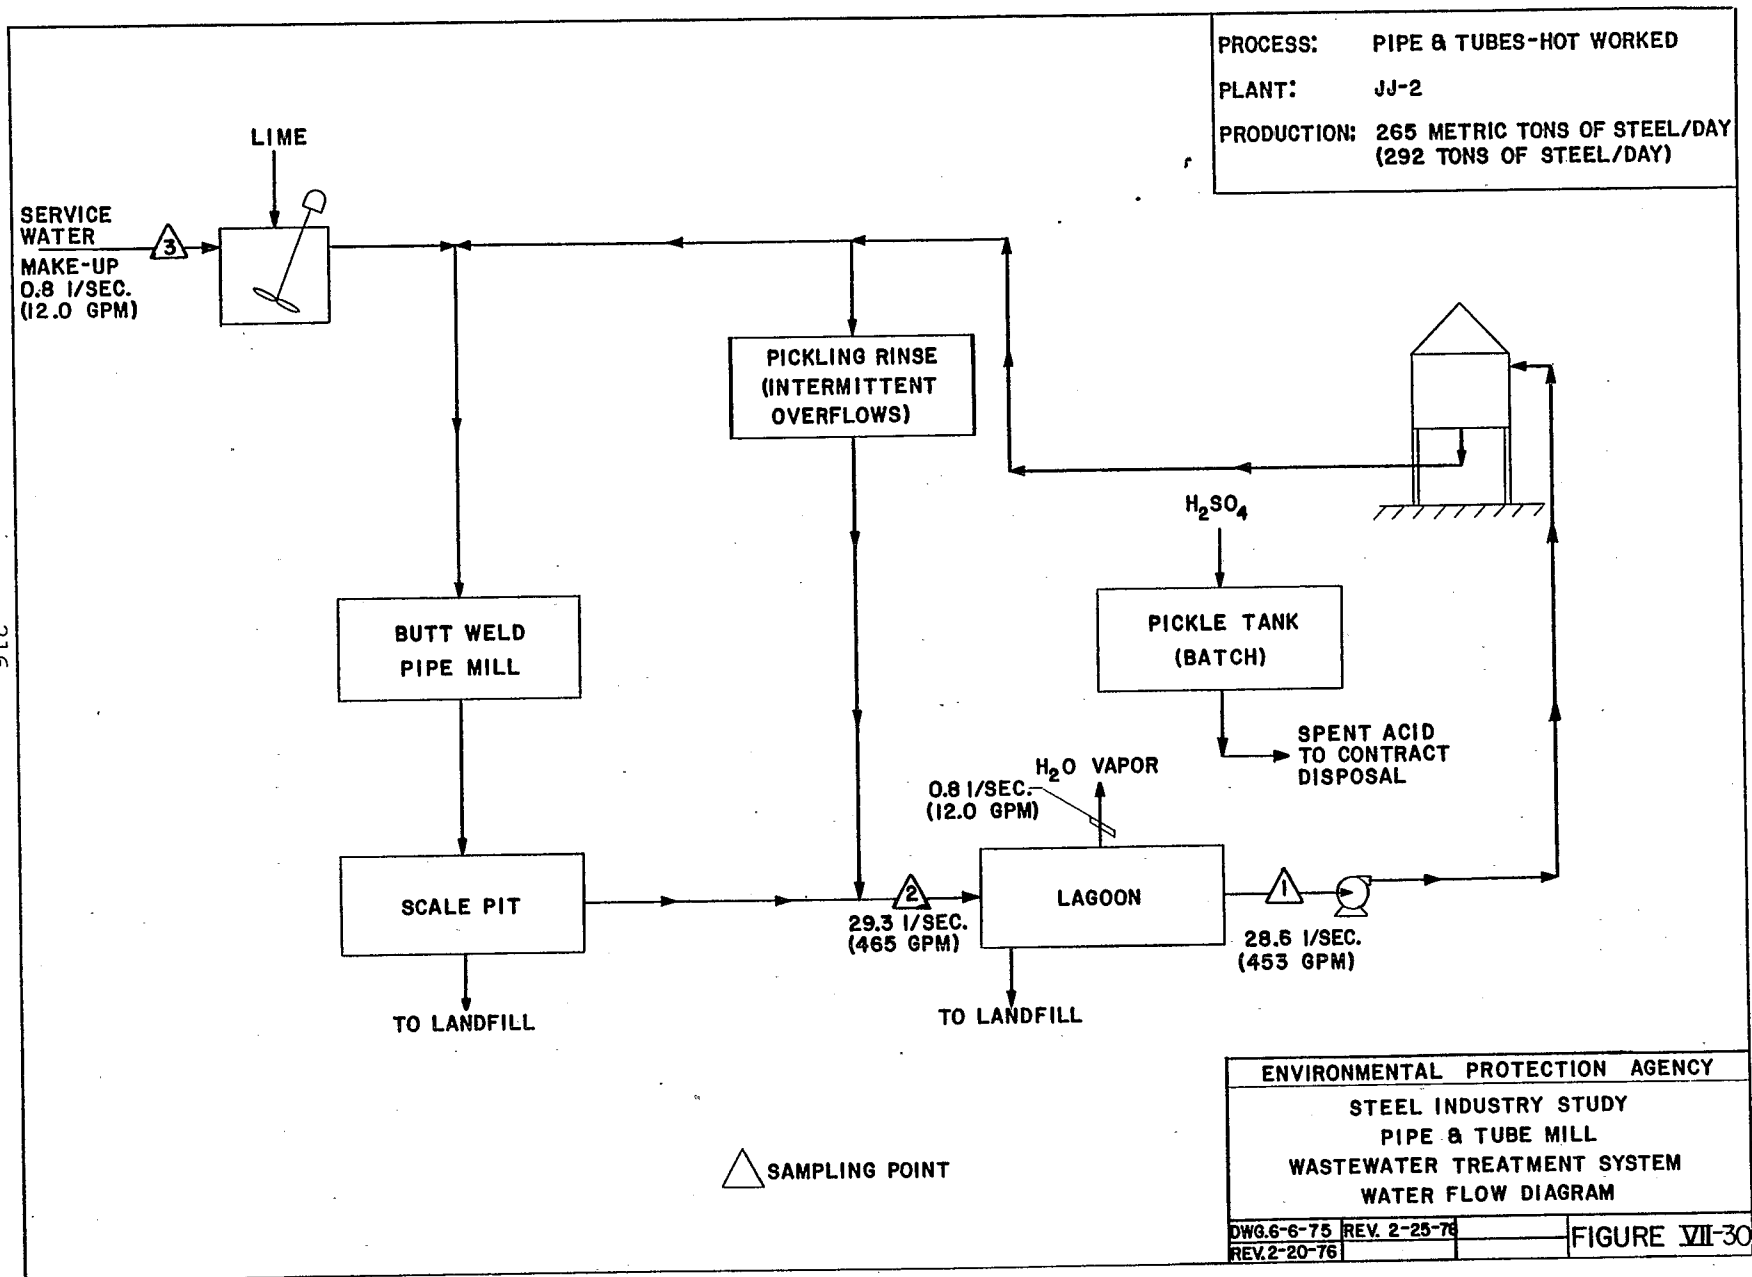 PROCESS: PIPE & TUBES-HOT WORKED
PLANT: JJ-2
PRODUCTION: 265 METRIC TONS OF STEEL/DAY
(292 TONS OF STEEL/DAY)
LIME
SERVICE
WATER
3
MAKE-UP
0.8 l/SEC.
(12.0 GPM)
PICKLING RINSE
(INTERMITTENT
OVERFLOWS)
H₂SO₄
PICKLE TANK
(BATCH)
SPENT ACID
TO CONTRACT
DISPOSAL
BUTT WELD
PIPE MILL
H₂O VAPOR
0.8 l/SEC.
(12.0 GPM)
SCALE PIT
2
29.3 l/SEC.
(465 GPM)
LAGOON
1
28.6 l/SEC.
(453 GPM)
TO LANDFILL
TO LANDFILL
SAMPLING POINT
ENVIRONMENTAL PROTECTION AGENCY
STEEL INDUSTRY STUDY
PIPE & TUBE MILL
WASTEWATER TREATMENT SYSTEM
WATER FLOW DIAGRAM
DWG.6-6-75 REV. 2-25-76
REV.2-20-76
FIGURE VII-30